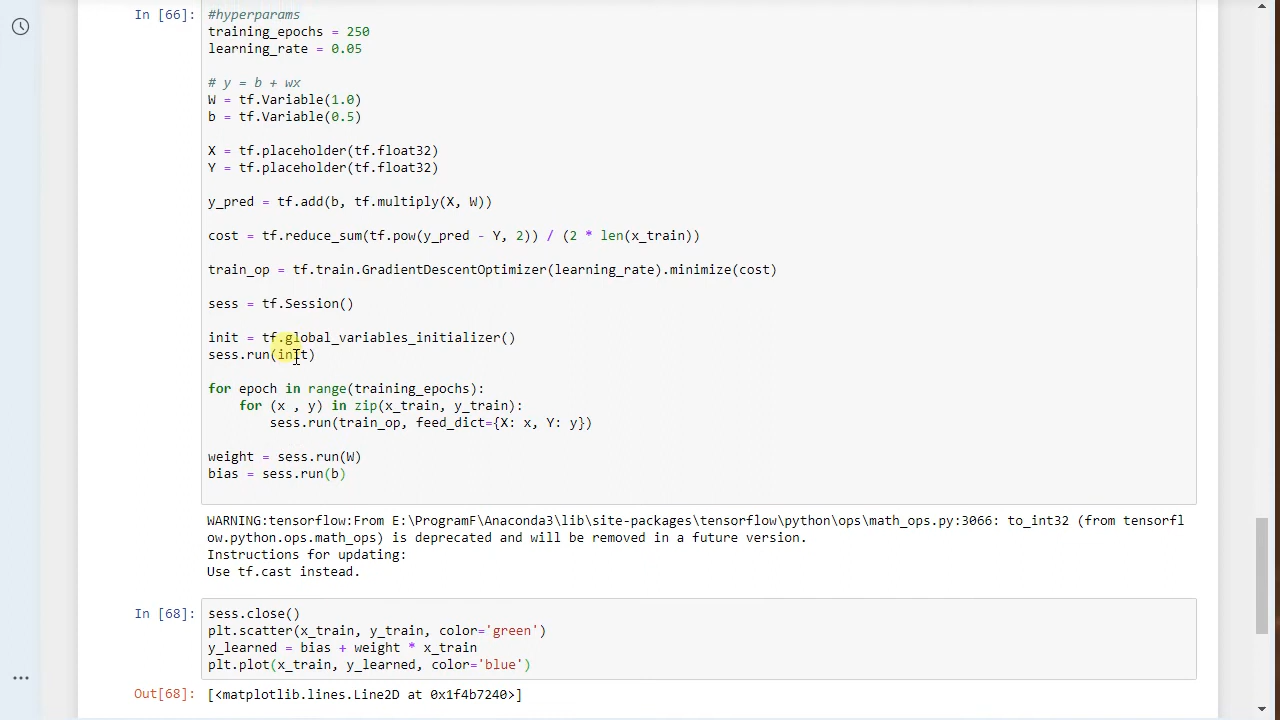 In [66]:
#hyperparams
training_epochs = 250
learning_rate = 0.05
# y = b + wx
W = tf.Variable(1.0)
b = tf.Variable(0.5)
X = tf.placeholder(tf.float32)
Y = tf.placeholder(tf.float32)
y_pred = tf.add(b, tf.multiply(X, W))
cost = tf.reduce_sum(tf.pow(y_pred - Y, 2)) / (2 * len(x_train))
train_op = tf.train.GradientDescentOptimizer(learning_rate).minimize(cost)
sess = tf.Session()
init = tf.global_variables_initializer()
sess.run(init)
for epoch in range(training_epochs):
    for (x , y) in zip(x_train, y_train):
        sess.run(train_op, feed_dict={X: x, Y: y})
weight = sess.run(W)
bias = sess.run(b)
WARNING:tensorflow:From E:\ProgramF\Anaconda3\lib\site-packages\tensorflow\python\ops\math_ops.py:3066: to_int32 (from tensorfl
ow.python.ops.math_ops) is deprecated and will be removed in a future version.
Instructions for updating:
Use tf.cast instead.
In [68]:
sess.close()
plt.scatter(x_train, y_train, color='green')
y_learned = bias + weight * x_train
plt.plot(x_train, y_learned, color='blue')
Out[68]: [<matplotlib.lines.Line2D at 0x1f4b7240>]